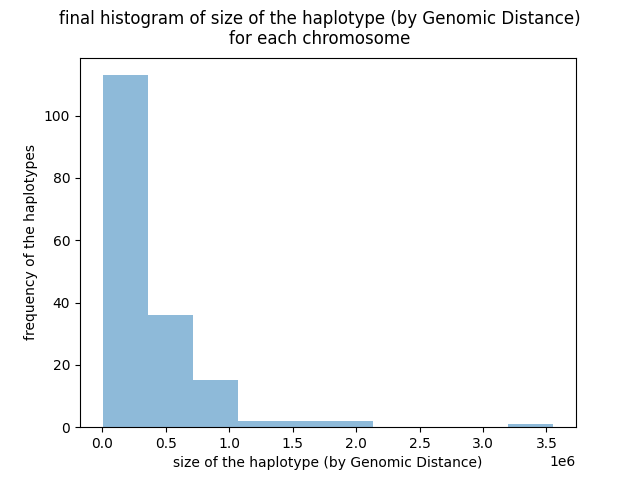 final histogram of size of the haplotype (by Genomic Distance)
for each chromosome
frequency of the haplotypes
100
80
60
40
20
0
0.0 0.5 1.0 1.5 2.0 2.5 3.0 3.5
1e6
size of the haplotype (by Genomic Distance)